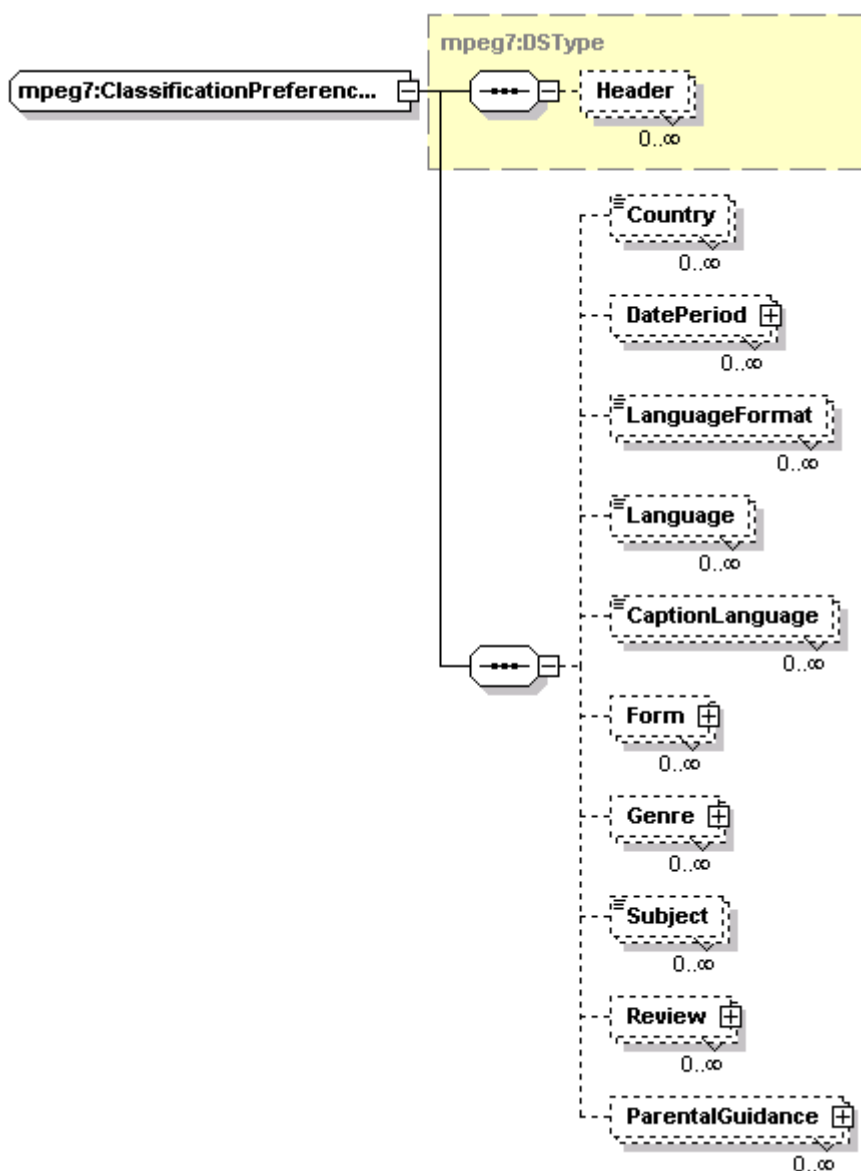 mpeg7:DSType
mpeg7:ClassificationPreferenc...
Header
0..∞
Country
0..∞
DatePeriod
0..∞
LanguageFormat
0..∞
Language
0..∞
CaptionLanguage
0..∞
Form
0..∞
Genre
0..∞
Subject
0..∞
Review
0..∞
ParentalGuidance
0..∞